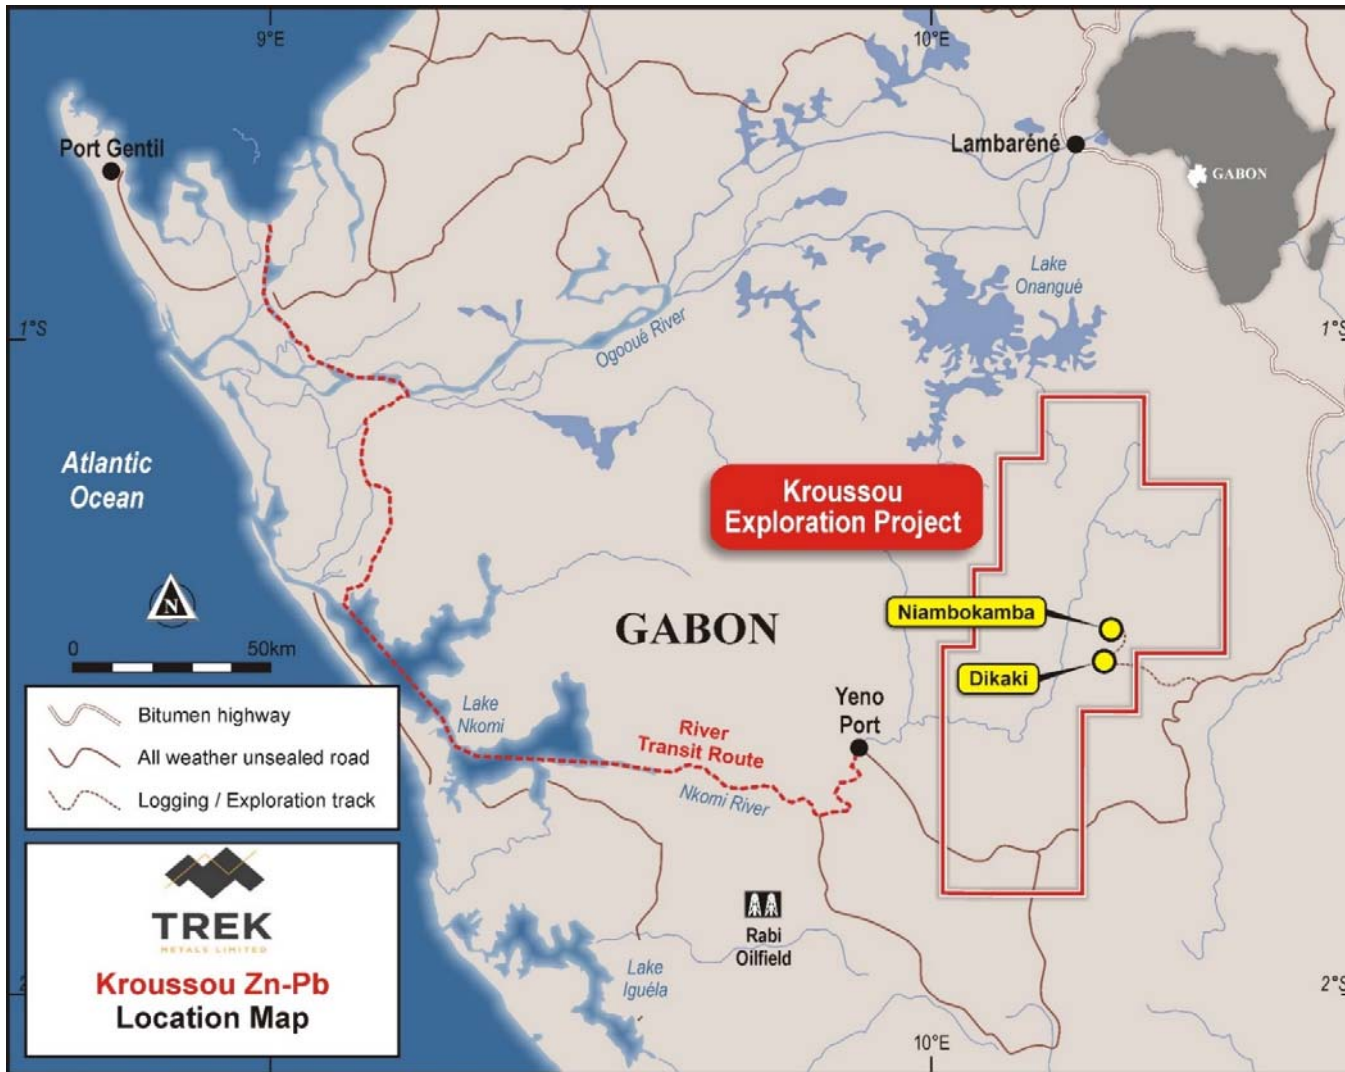 9°E
10°E
Port Gentil
Lambaréné
GABON
Lake
Onangué
1°S
1°S
Ogooué River
Atlantic
Ocean
Kroussou
Exploration Project
N
Niambokamba
GABON
0
50km
Dikaki
Bitumen highway
All weather unsealed road
Logging / Exploration track
Lake
Nkomi
River
Transit Route
Yeno
Port
Nkomi River
TREK
METALS LIMITED
Kroussou Zn-Pb
Location Map
Rabi
Oilfield
Lake
Iguéla
2
2°S
10°E